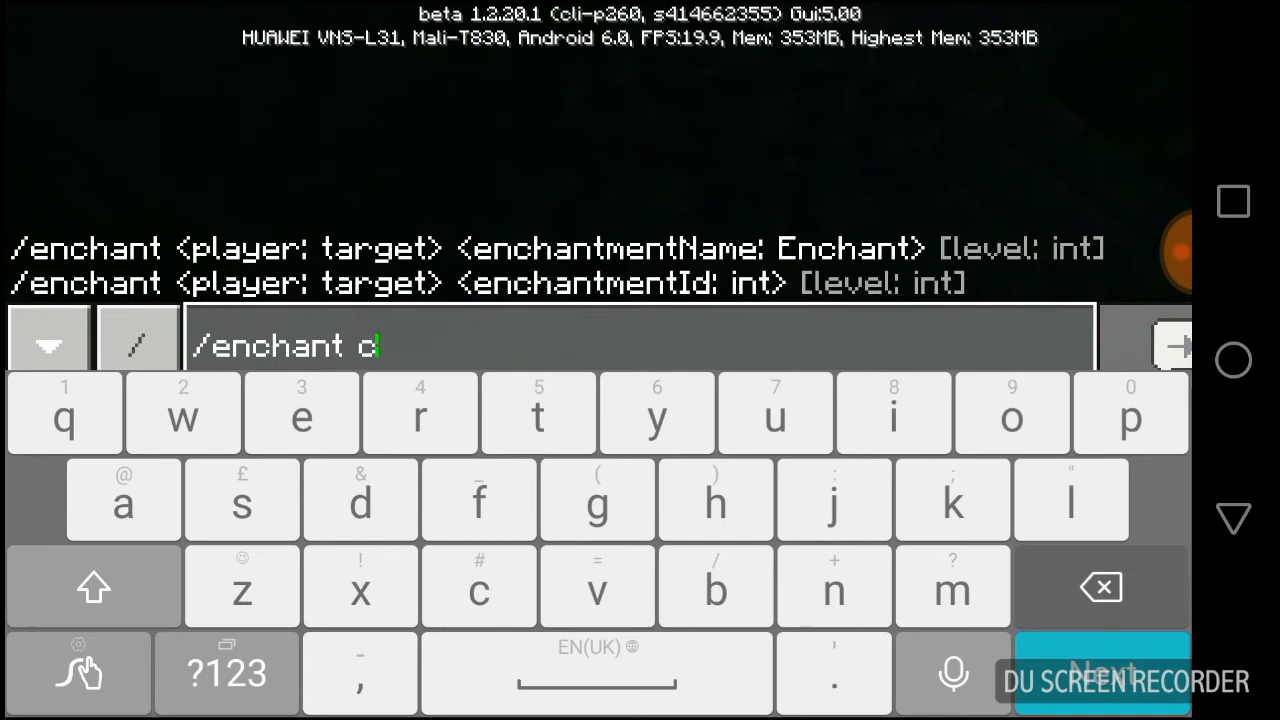 beta 1.2.20.1 (cli-p260, s414662355) Gui:5.00
HUAWEI VNS-L31, Mali-T830, Android 6.0, FPS:19.9, Mem: 353MB, Highest Mem: 353MB
/enchant <player: target> <enchantmentName: Enchant> [level: int]
/enchant <player: target> <enchantmentId: int> [level: int]
/ /enchant c
1 2 3 4 5 6 7 8 9 0
q w e r t y u i o p
@ £ & _ ( ) : ; "
a s d f g h j k l
! # = / + ?
z x c v b n m
- EN(UK) '
?123 , . Next
DU SCREEN RECORDER